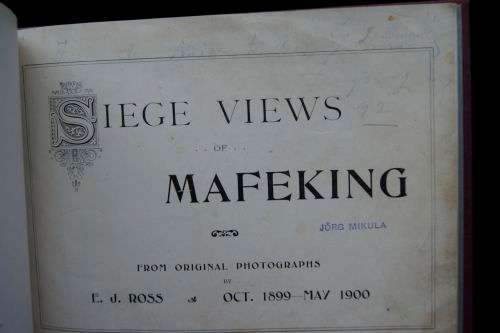 SIEGE VIEWS
. . OF . .
MAFEKING
JÖRG MIKULA
FROM ORIGINAL PHOTOGRAPHS
BY
E. J. ROSS
OCT. 1899—MAY 1900